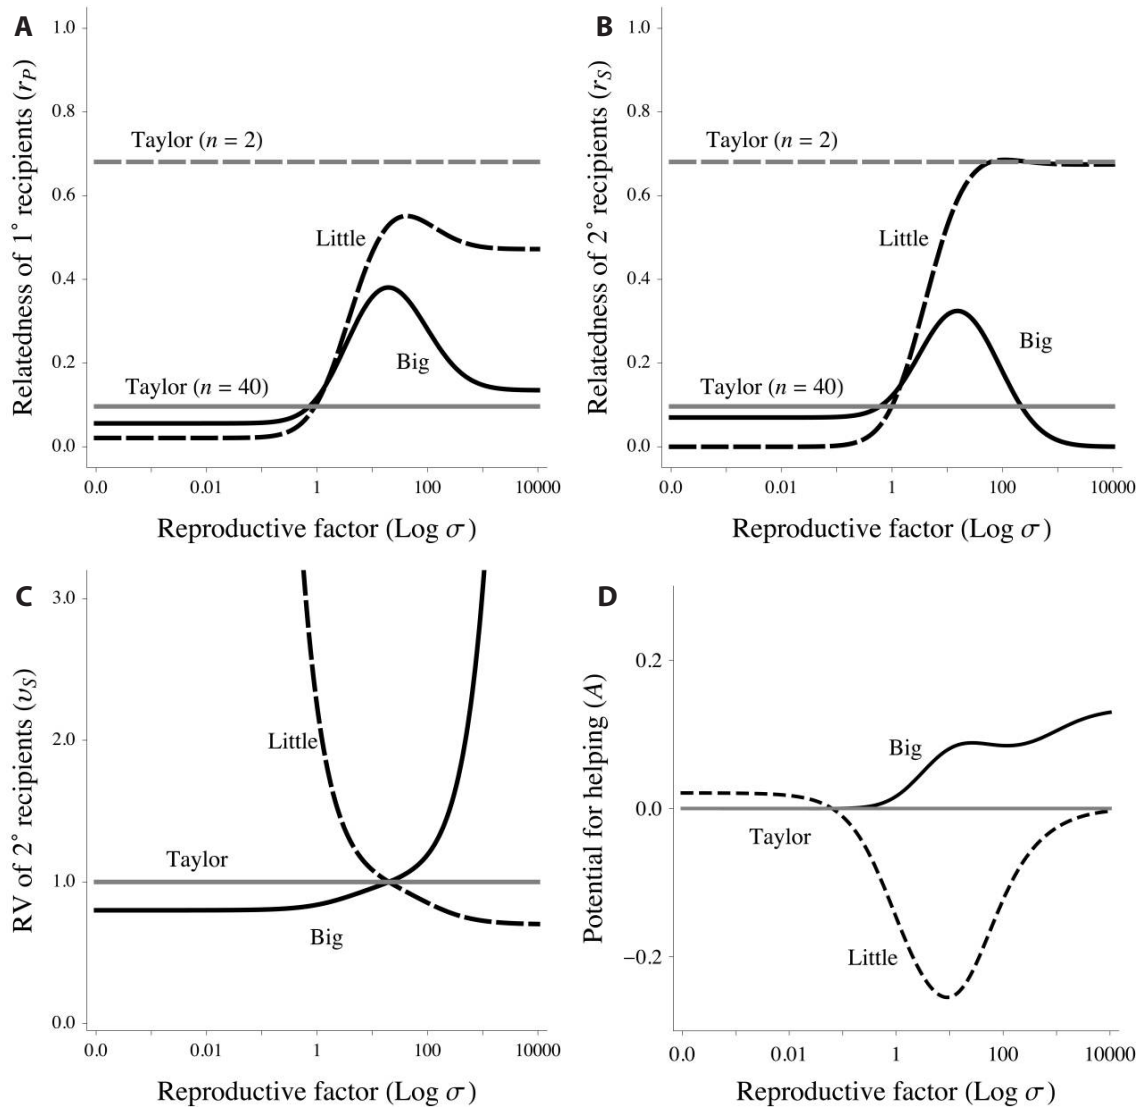 A
Relatedness of 1° recipients (rP)
1.0
0.8
0.6
0.4
0.2
0.0
Taylor (n = 2)
Little
Big
Taylor (n = 40)
0.0 0.01 1 100 10000
Reproductive factor (Log σ)
B
Relatedness of 2° recipients (rS)
1.0
0.8
0.6
0.4
0.2
0.0
Taylor (n = 2)
Little
Big
Taylor (n = 40)
0.0 0.01 1 100 10000
Reproductive factor (Log σ)
C
RV of 2° recipients (υS)
3.0
2.0
1.0
0.0
Little
Taylor
Big
0.0 0.01 1 100 10000
Reproductive factor (Log σ)
D
Potential for helping (A)
0.2
0.0
−0.2
Big
Taylor
Little
0.0 0.01 1 100 10000
Reproductive factor (Log σ)